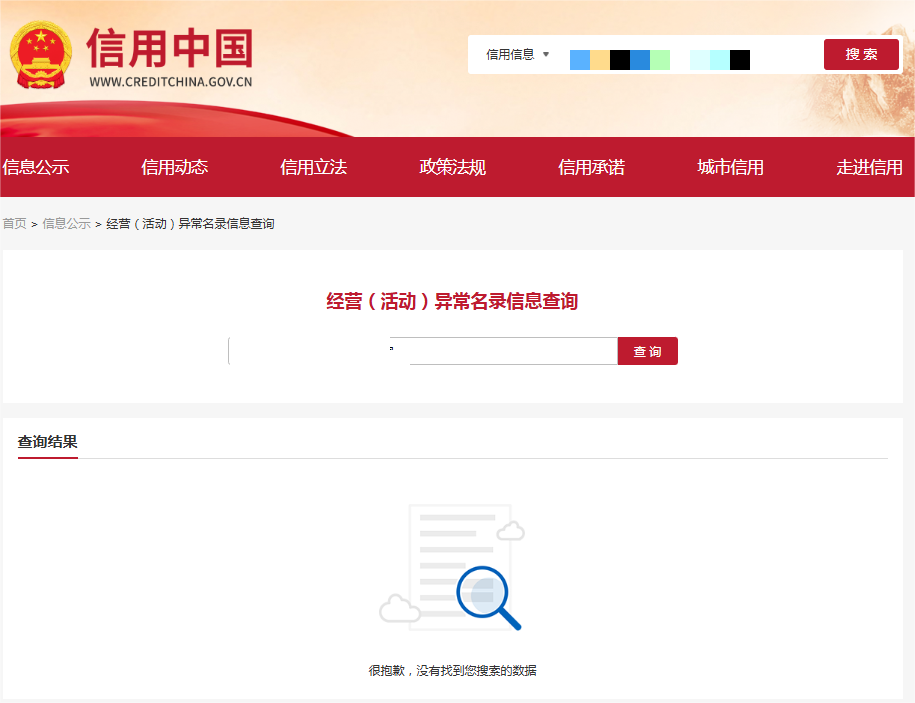 信用中国
WWW.CREDITCHINA.GOV.CN
信用信息
搜索
信息公示
信用动态
信用立法
政策法规
信用承诺
城市信用
走进信用
首页 > 信息公示 > 经营（活动）异常名录信息查询
经营（活动）异常名录信息查询
查询
查询结果
很抱歉，没有找到您搜索的数据